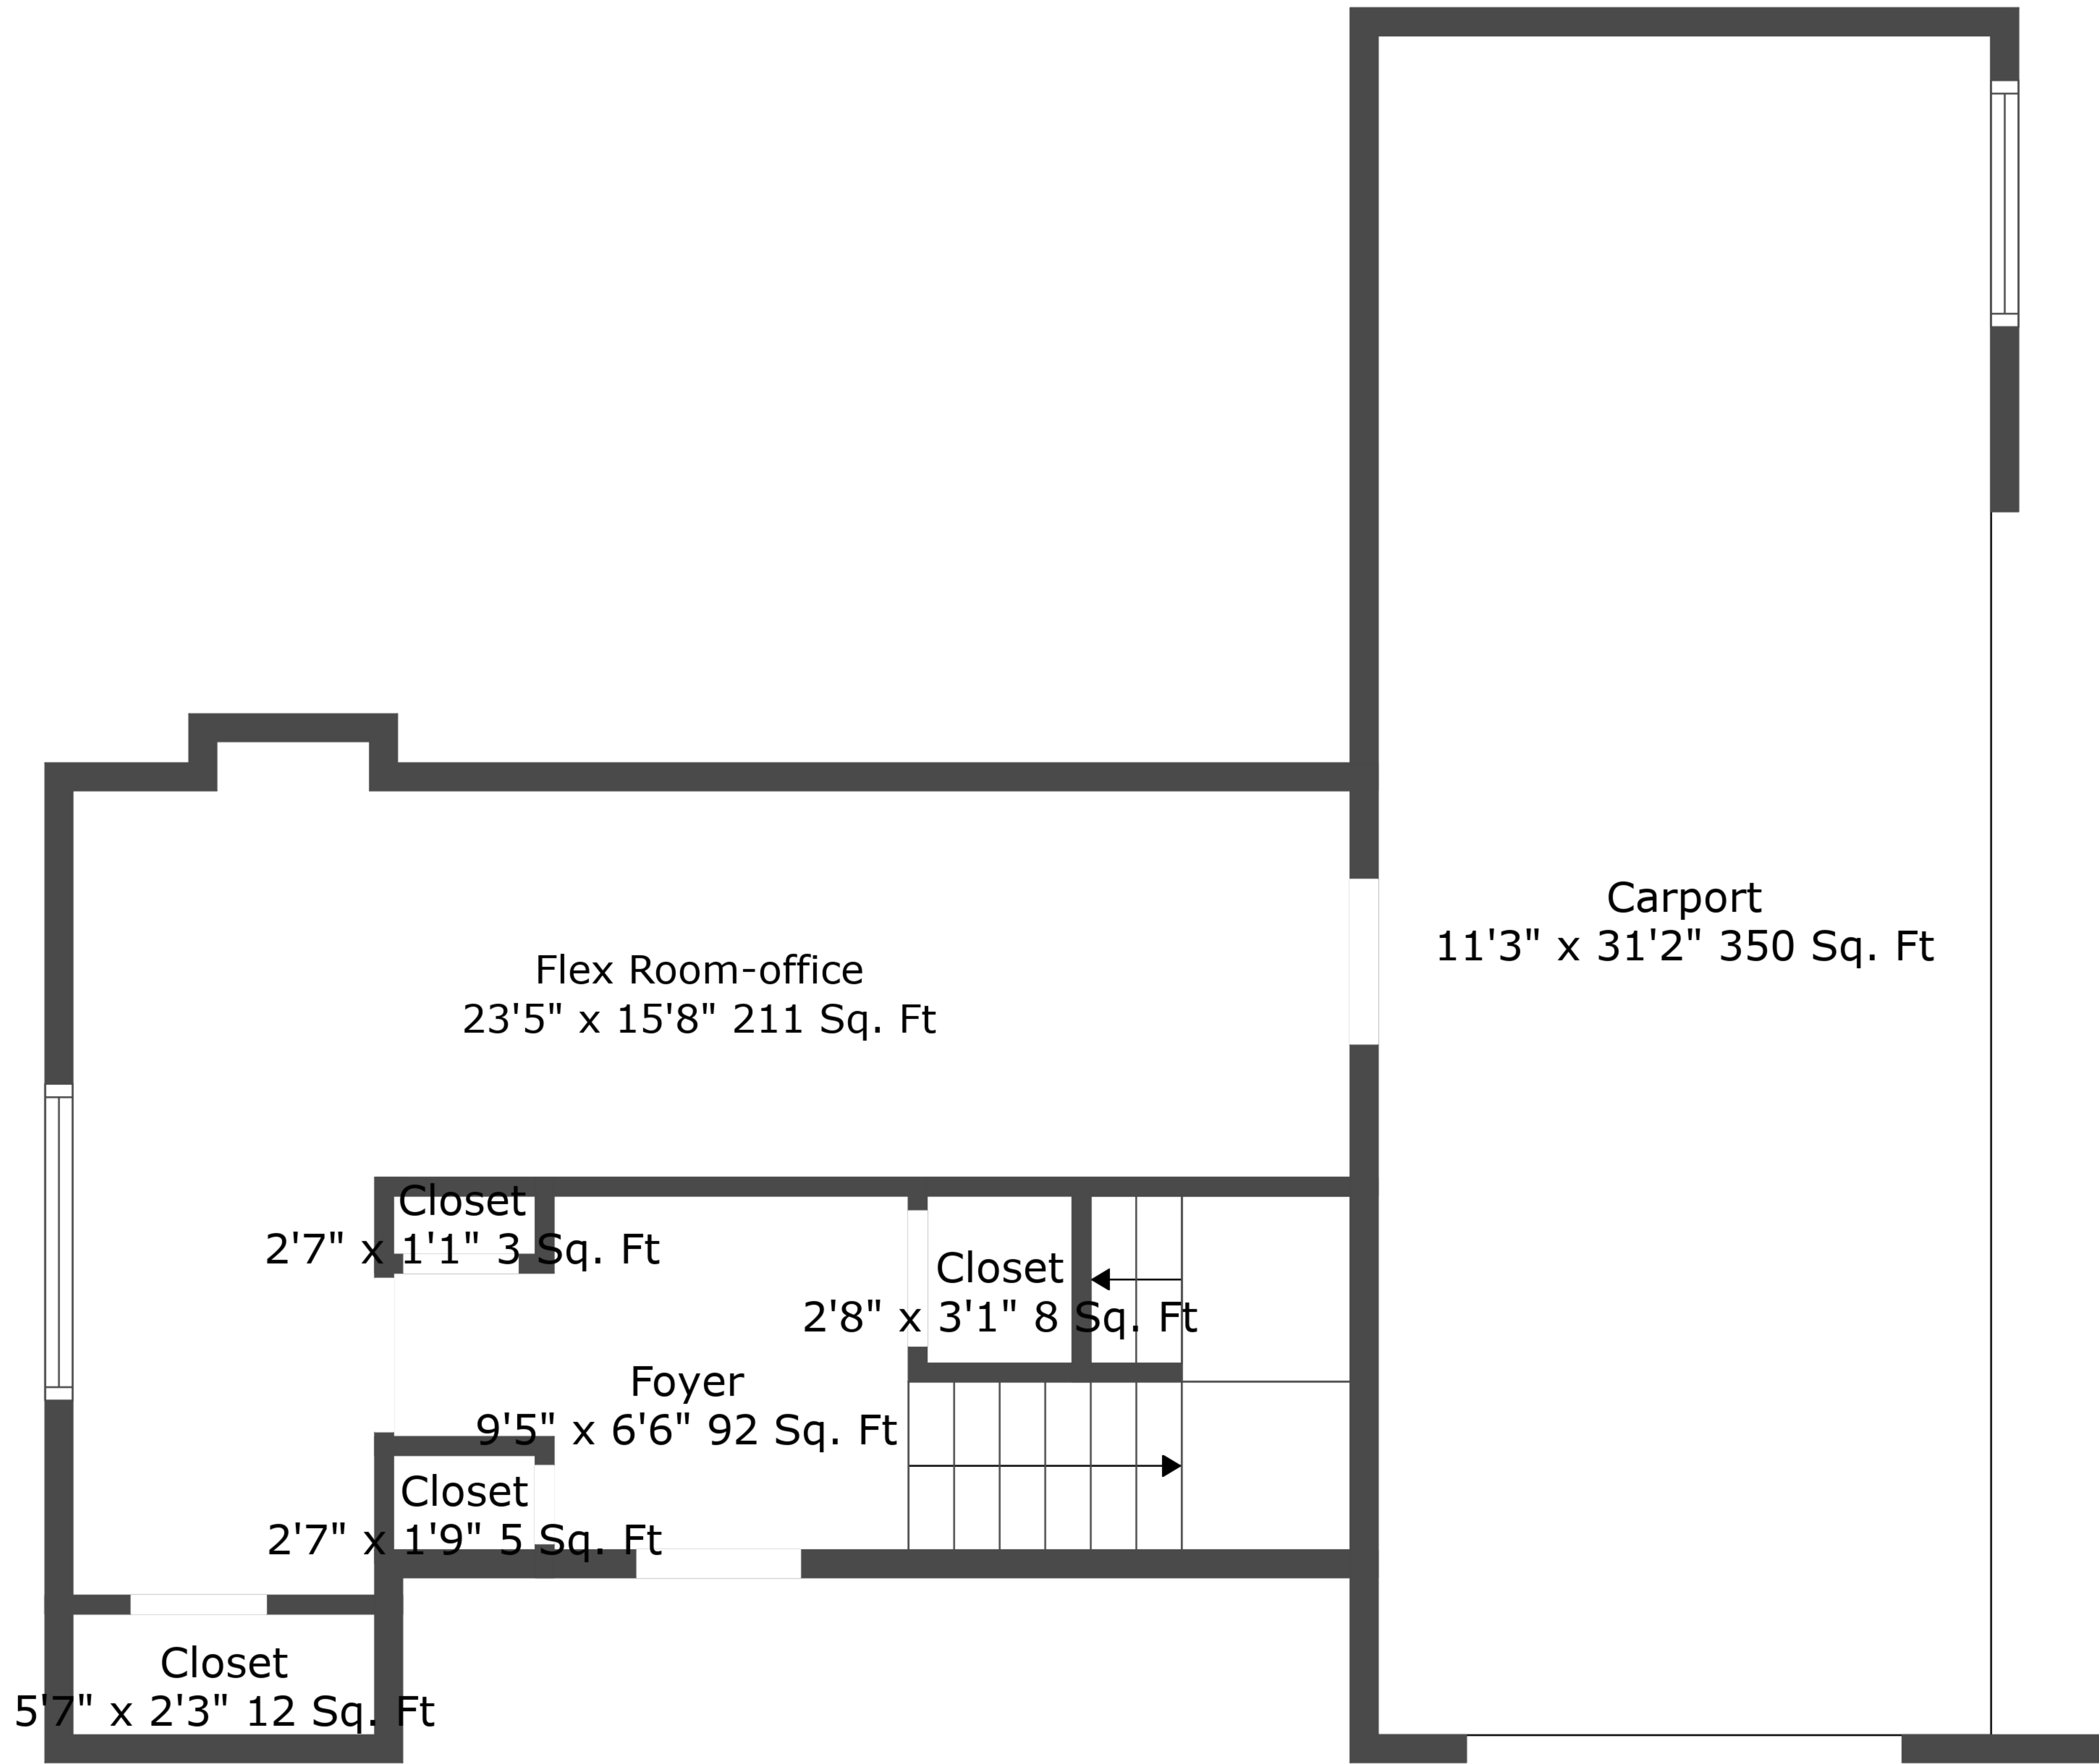 Carport
11'3" x 31'2" 350 Sq. Ft
Flex Room-office
23'5" x 15'8" 211 Sq. Ft
Closet
2'7" x 1'1" 3 Sq. Ft
Closet
2'8" x 3'1" 8 Sq. Ft
Foyer
9'5" x 6'6" 92 Sq. Ft
Closet
2'7" x 1'9" 5 Sq. Ft
Closet
5'7" x 2'3" 12 Sq. Ft